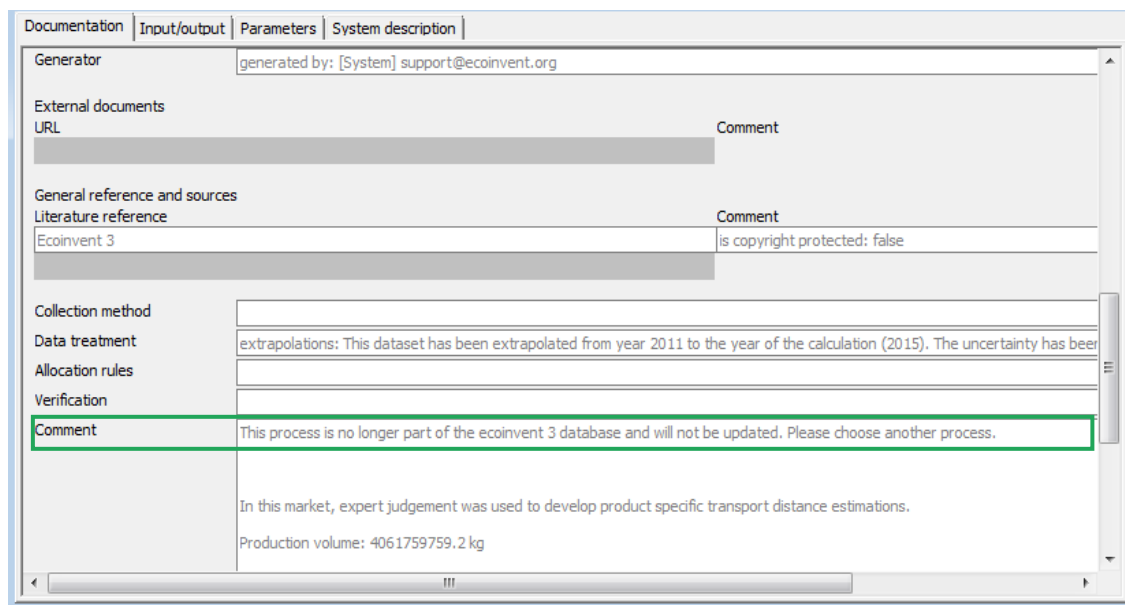 Documentation Input/output Parameters System description
Generator generated by: [System] support@ecoinvent.org
External documents
URL Comment
General reference and sources
Literature reference Comment
Ecoinvent 3 is copyright protected: false
Collection method
Data treatment extrapolations: This dataset has been extrapolated from year 2011 to the year of the calculation (2015). The uncertainty has been
Allocation rules
Verification
Comment This process is no longer part of the ecoinvent 3 database and will not be updated. Please choose another process.
In this market, expert judgement was used to develop product specific transport distance estimations.
Production volume: 4061759759.2 kg